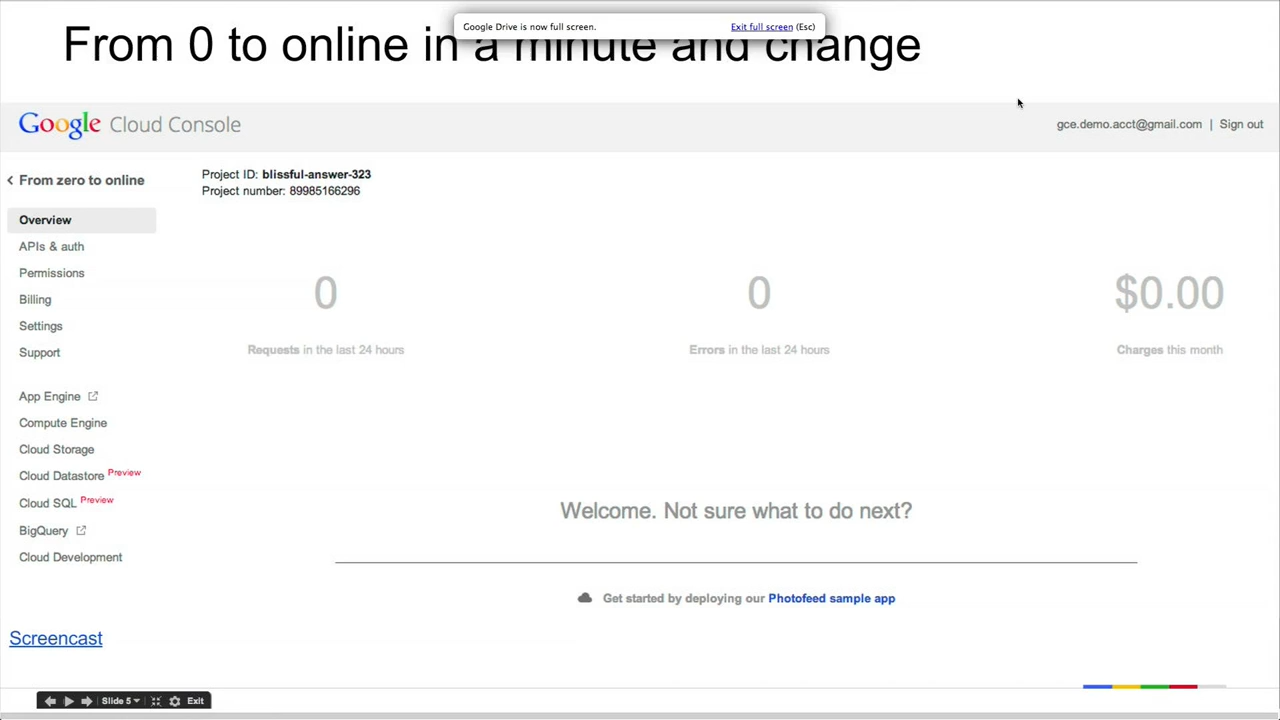 Google Drive is now full screen. Exit full screen (Esc)
From 0 to online in a minute and change
Google Cloud Console
gce.demo.acct@gmail.com | Sign out
< From zero to online
Project ID: blissful-answer-323
Project number: 89985166296
Overview
APIs & auth
Permissions
Billing
Settings
Support
App Engine
Compute Engine
Cloud Storage
Cloud Datastore Preview
Cloud SQL Preview
BigQuery
Cloud Development
0
Requests in the last 24 hours
0
Errors in the last 24 hours
$0.00
Charges this month
Welcome. Not sure what to do next?
Get started by deploying our Photofeed sample app
Screencast
Slide 5 Exit